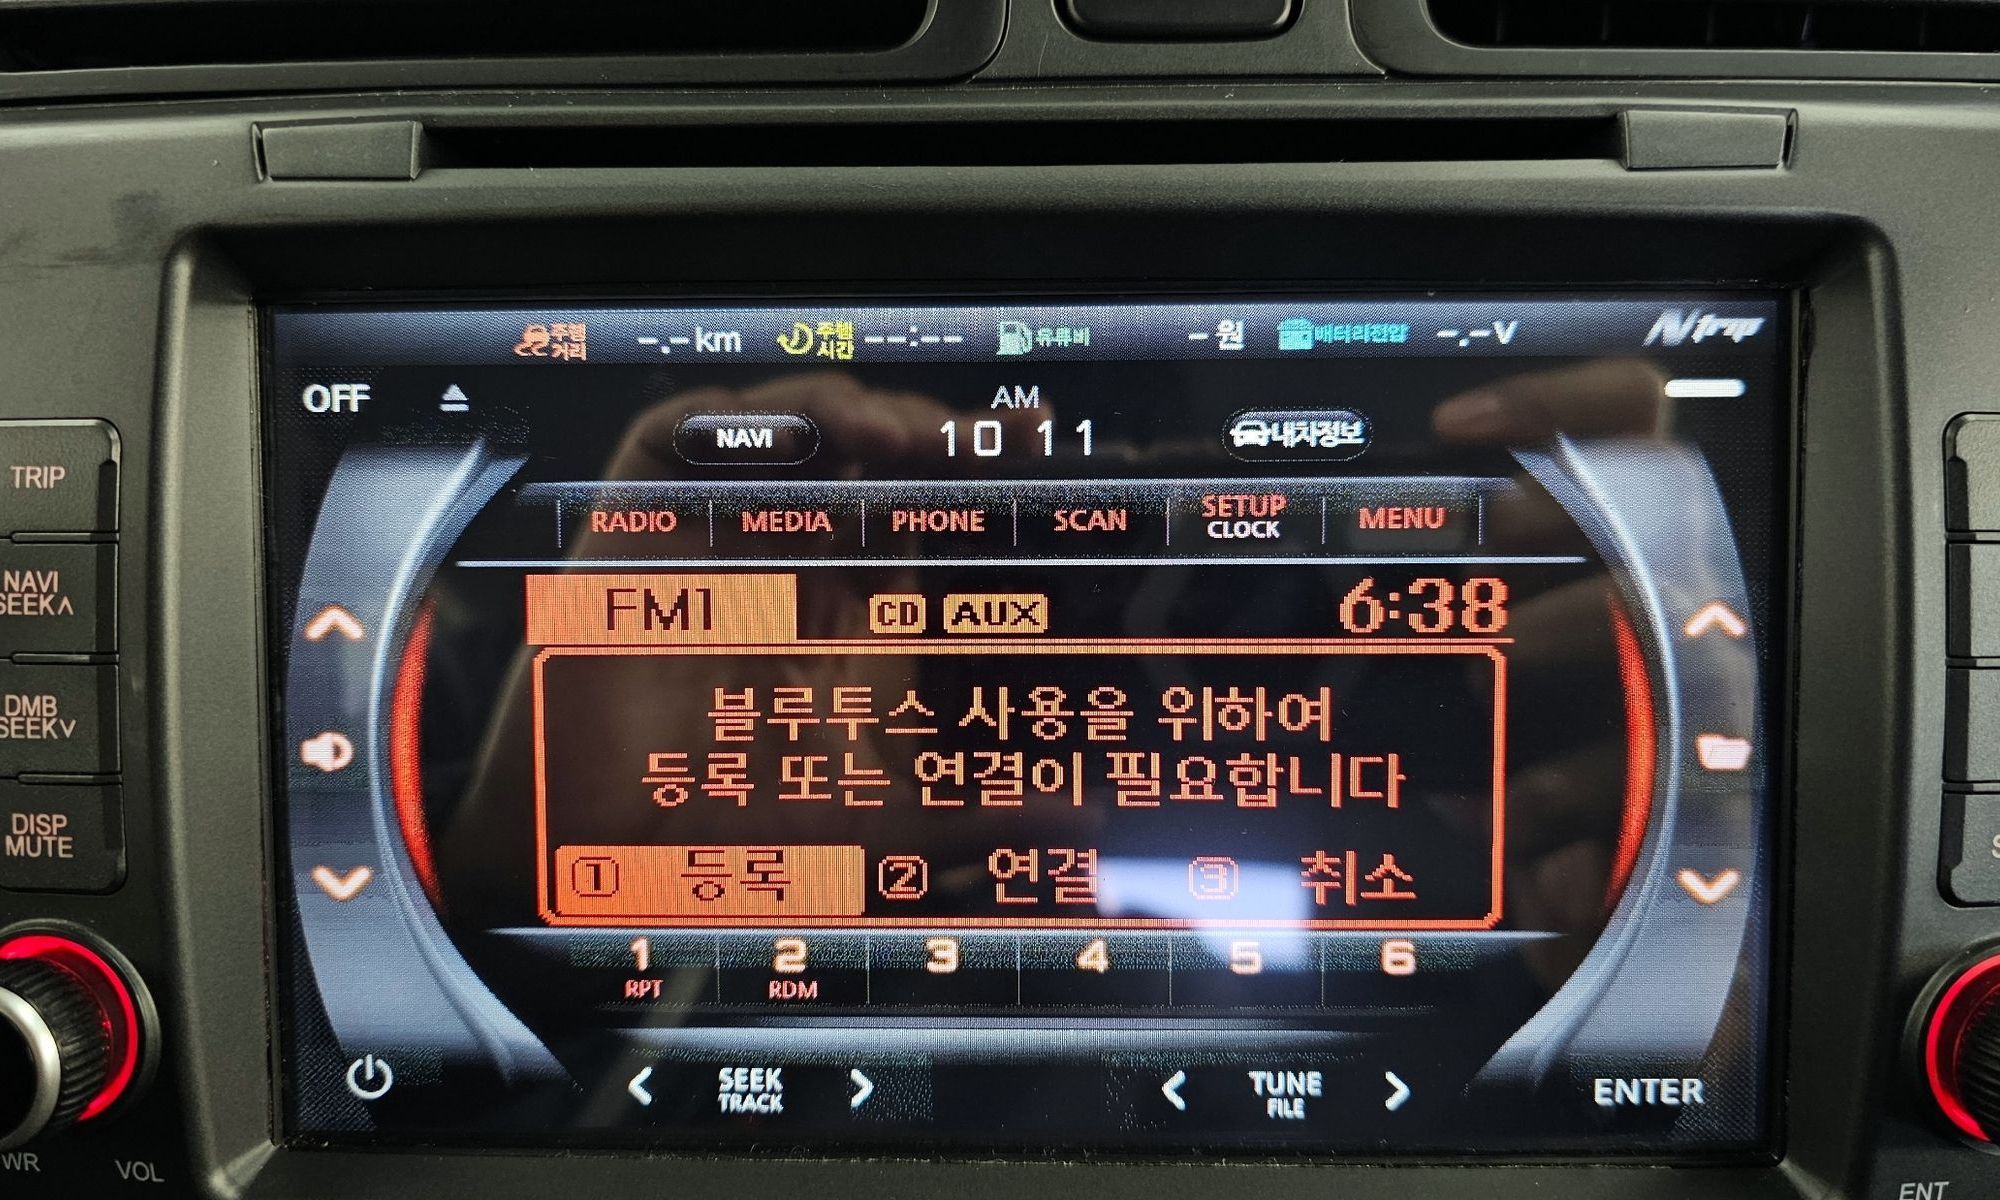 주행
거리
-.-km
주행
시간
--:--
유류비
-원
배터리전압
-.-V
Ntrip
OFF
NAVI
AM
10 11
내차정보
TRIP
NAVI
SEEK∧
DMB
SEEK∨
DISP
MUTE
RADIO
MEDIA
PHONE
SCAN
SETUP
CLOCK
MENU
FM1
CD
AUX
6:38
블루투스 사용을 위하여
등록 또는 연결이 필요합니다
① 등록
② 연결
③ 취소
1
RPT
2
RDM
3
4
5
6
< SEEK
TRACK >
< TUNE
FILE >
ENTER
WR
VOL
ENT
S